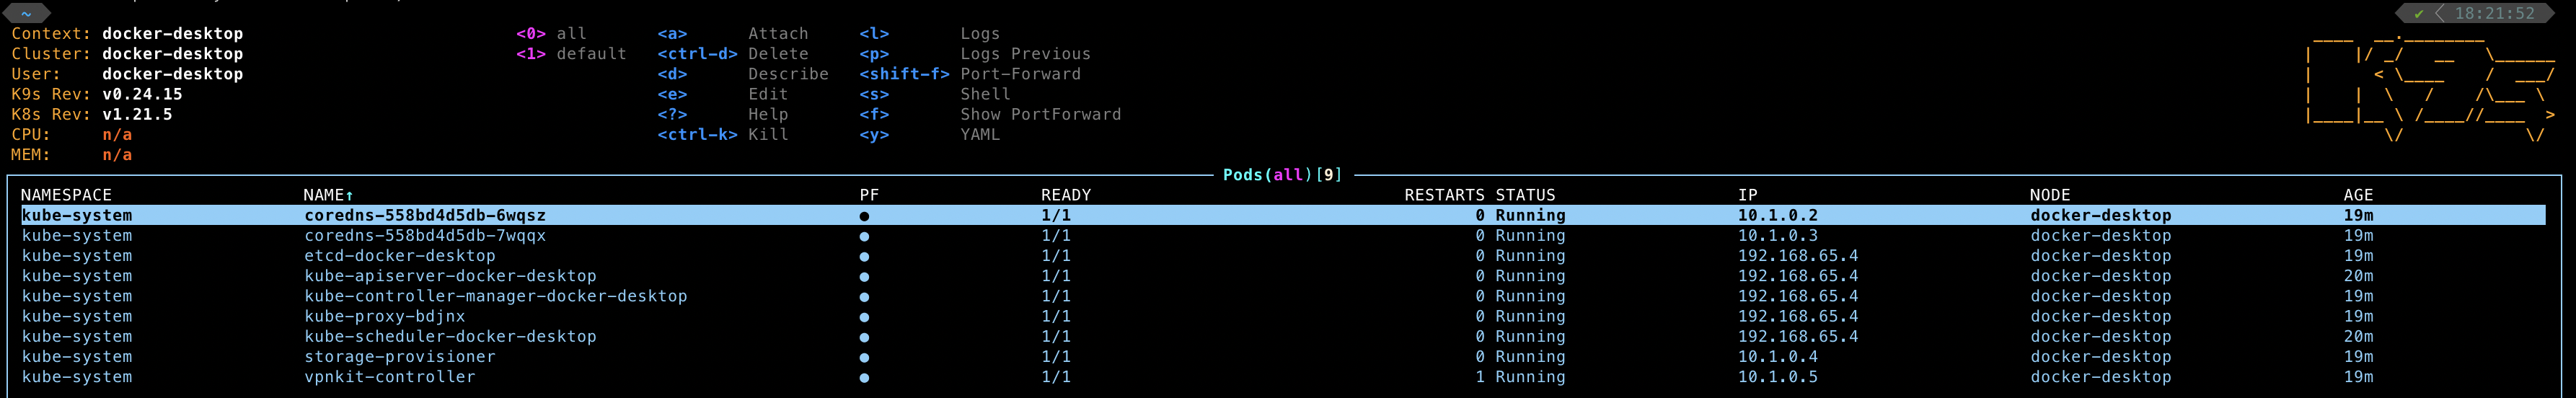 ~ ✔ 18:21:52
Context: docker-desktop <0> all <a> Attach <l> Logs
Cluster: docker-desktop <1> default <ctrl-d> Delete <p> Logs Previous
User: docker-desktop <d> Describe <shift-f> Port-Forward
K9s Rev: v0.24.15 <e> Edit <s> Shell
K8s Rev: v1.21.5 <?> Help <f> Show PortForward
CPU: n/a <ctrl-k> Kill <y> YAML
MEM: n/a
Pods(all)[9]
NAMESPACE NAME↑ PF READY RESTARTS STATUS IP NODE AGE
kube-system coredns-558bd4d5db-6wqsz ● 1/1 0 Running 10.1.0.2 docker-desktop 19m
kube-system coredns-558bd4d5db-7wqqx ● 1/1 0 Running 10.1.0.3 docker-desktop 19m
kube-system etcd-docker-desktop ● 1/1 0 Running 192.168.65.4 docker-desktop 19m
kube-system kube-apiserver-docker-desktop ● 1/1 0 Running 192.168.65.4 docker-desktop 20m
kube-system kube-controller-manager-docker-desktop ● 1/1 0 Running 192.168.65.4 docker-desktop 19m
kube-system kube-proxy-bdjnx ● 1/1 0 Running 192.168.65.4 docker-desktop 19m
kube-system kube-scheduler-docker-desktop ● 1/1 0 Running 192.168.65.4 docker-desktop 20m
kube-system storage-provisioner ● 1/1 0 Running 10.1.0.4 docker-desktop 19m
kube-system vpnkit-controller ● 1/1 1 Running 10.1.0.5 docker-desktop 19m